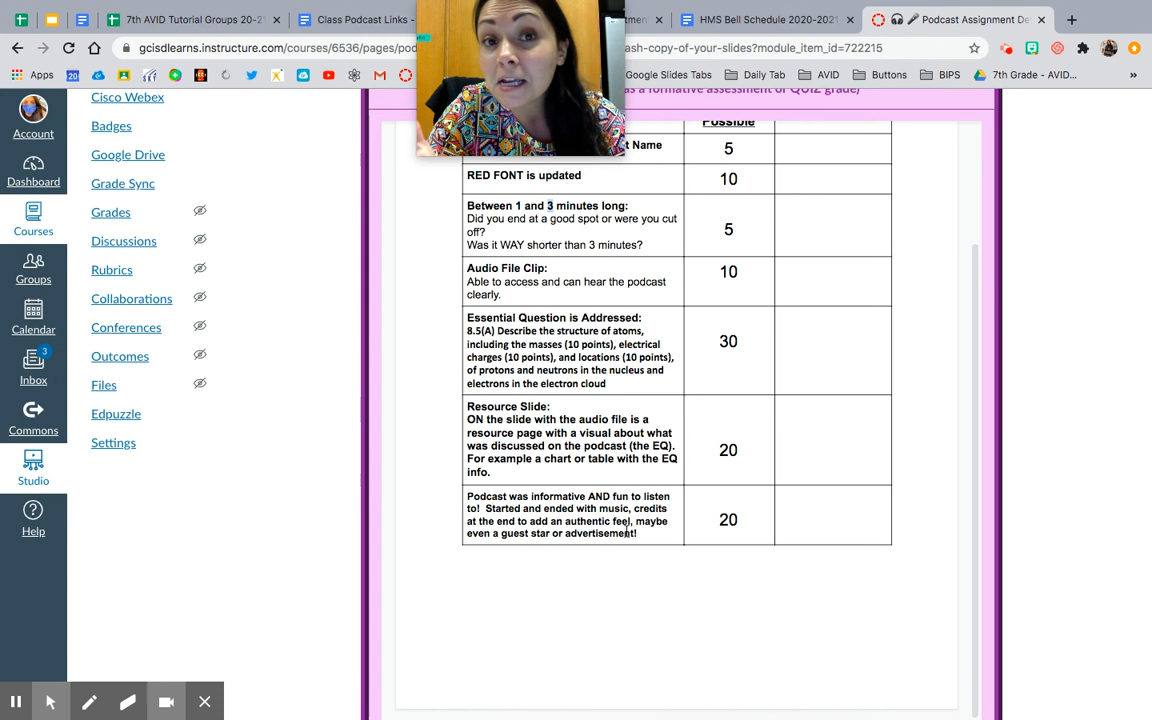 7th AVID Tutorial Groups 20-2
Class Podcast Links -
HMS Bell Schedule 2020-2021
Podcast Assignment De
gcisdlearns.instructure.com/courses/6536/pages/pod
ash-copy-of-your-slides?module_item_id=722215
Apps
20
Google Slides Tabs
Daily Tab
AVID
Buttons
BIPS
7th Grade - AVID...
»
Account
Dashboard
Courses
Groups
Calendar
3
Inbox
Commons
Studio
Help
Cisco Webex
Badges
Google Drive
Grade Sync
Grades
Discussions
Rubrics
Collaborations
Conferences
Outcomes
Files
Edpuzzle
Settings
as a formative assessment or QUIZ grade)
Possible
t Name
5
RED FONT is updated
10
Between 1 and 3 minutes long:
Did you end at a good spot or were you cut
off?
Was it WAY shorter than 3 minutes?
5
Audio File Clip:
Able to access and can hear the podcast
clearly.
10
Essential Question is Addressed:
8.5(A) Describe the structure of atoms,
including the masses (10 points), electrical
charges (10 points), and locations (10 points),
of protons and neutrons in the nucleus and
electrons in the electron cloud
30
Resource Slide:
ON the slide with the audio file is a
resource page with a visual about what
was discussed on the podcast (the EQ).
For example a chart or table with the EQ
info.
20
Podcast was informative AND fun to listen
to! Started and ended with music, credits
at the end to add an authentic feel, maybe
even a guest star or advertisement!
20